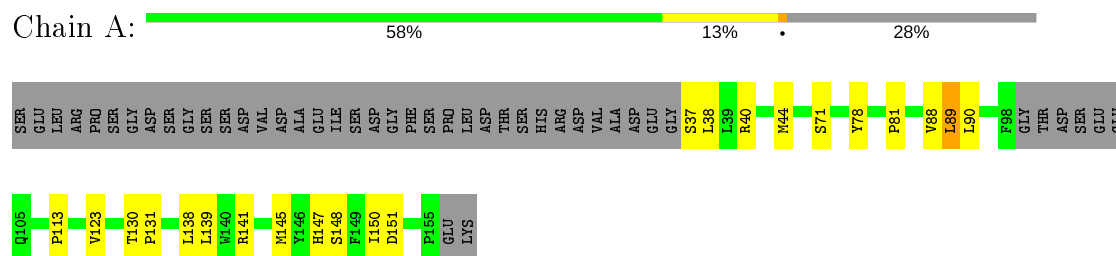 Chain A:
58% 13% • 28%
SER GLU LEU ARG PRO SER GLY ASP SER GLY SER SER ASP VAL ASP ALA GLU ILE SER ASP GLY PHE SER PRO LEU ASP THR SER HIS ARG ASP VAL ALA ASP GLU GLY S37 L38 L39 R40 M44 S71 Y78 P81 V88 L89 L90 F98 GLY THR ASP SER GLU
Q105 P113 V123 T130 P131 L138 L139 W140 R141 M145 Y146 H147 S148 F149 I150 D151 P155 GLU LYS